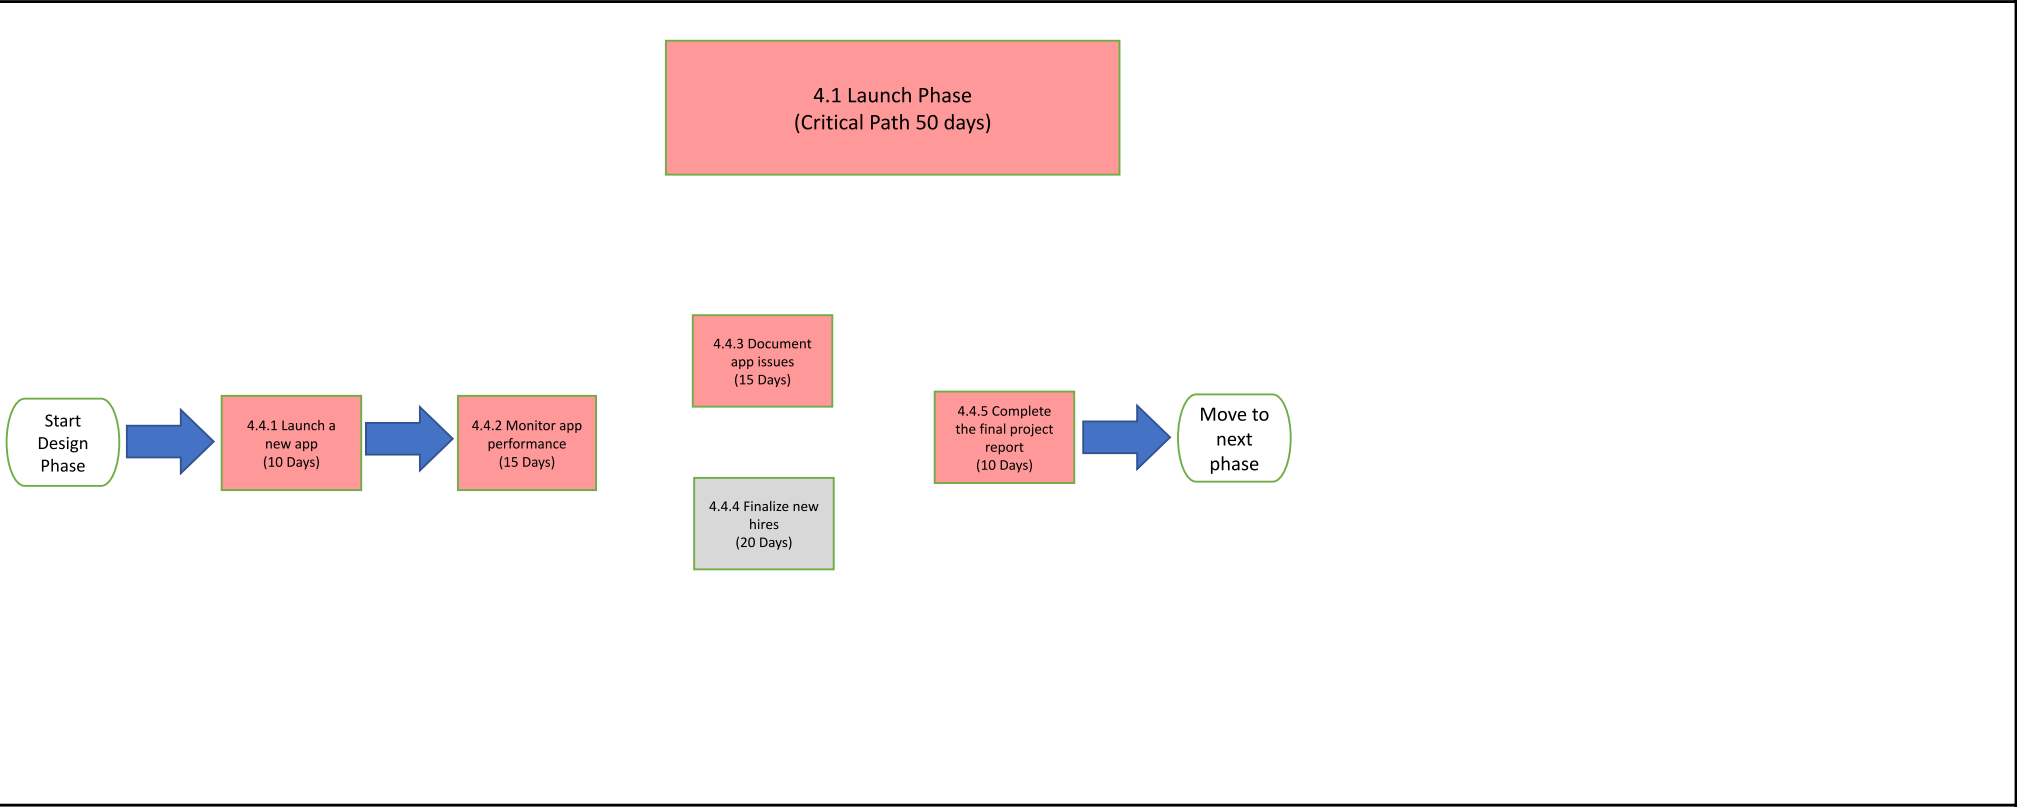 4.1 Launch Phase
(Critical Path 50 days)
Start
Design
Phase
4.4.1 Launch a
new app
(10 Days)
4.4.2 Monitor app
performance
(15 Days)
4.4.3 Document
app issues
(15 Days)
4.4.4 Finalize new
hires
(20 Days)
4.4.5 Complete
the final project
report
(10 Days)
Move to
next
phase